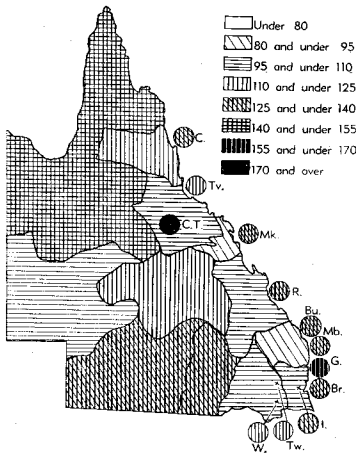 Under 80
80 and under 95
95 and under 110
110 and under 125
125 and under 140
140 and under 155
155 and under 170
170 and over
C.
Tv.
C.T.
Mk.
R.
Bu.
Mb.
G.
Br.
I.
W.
Tw.